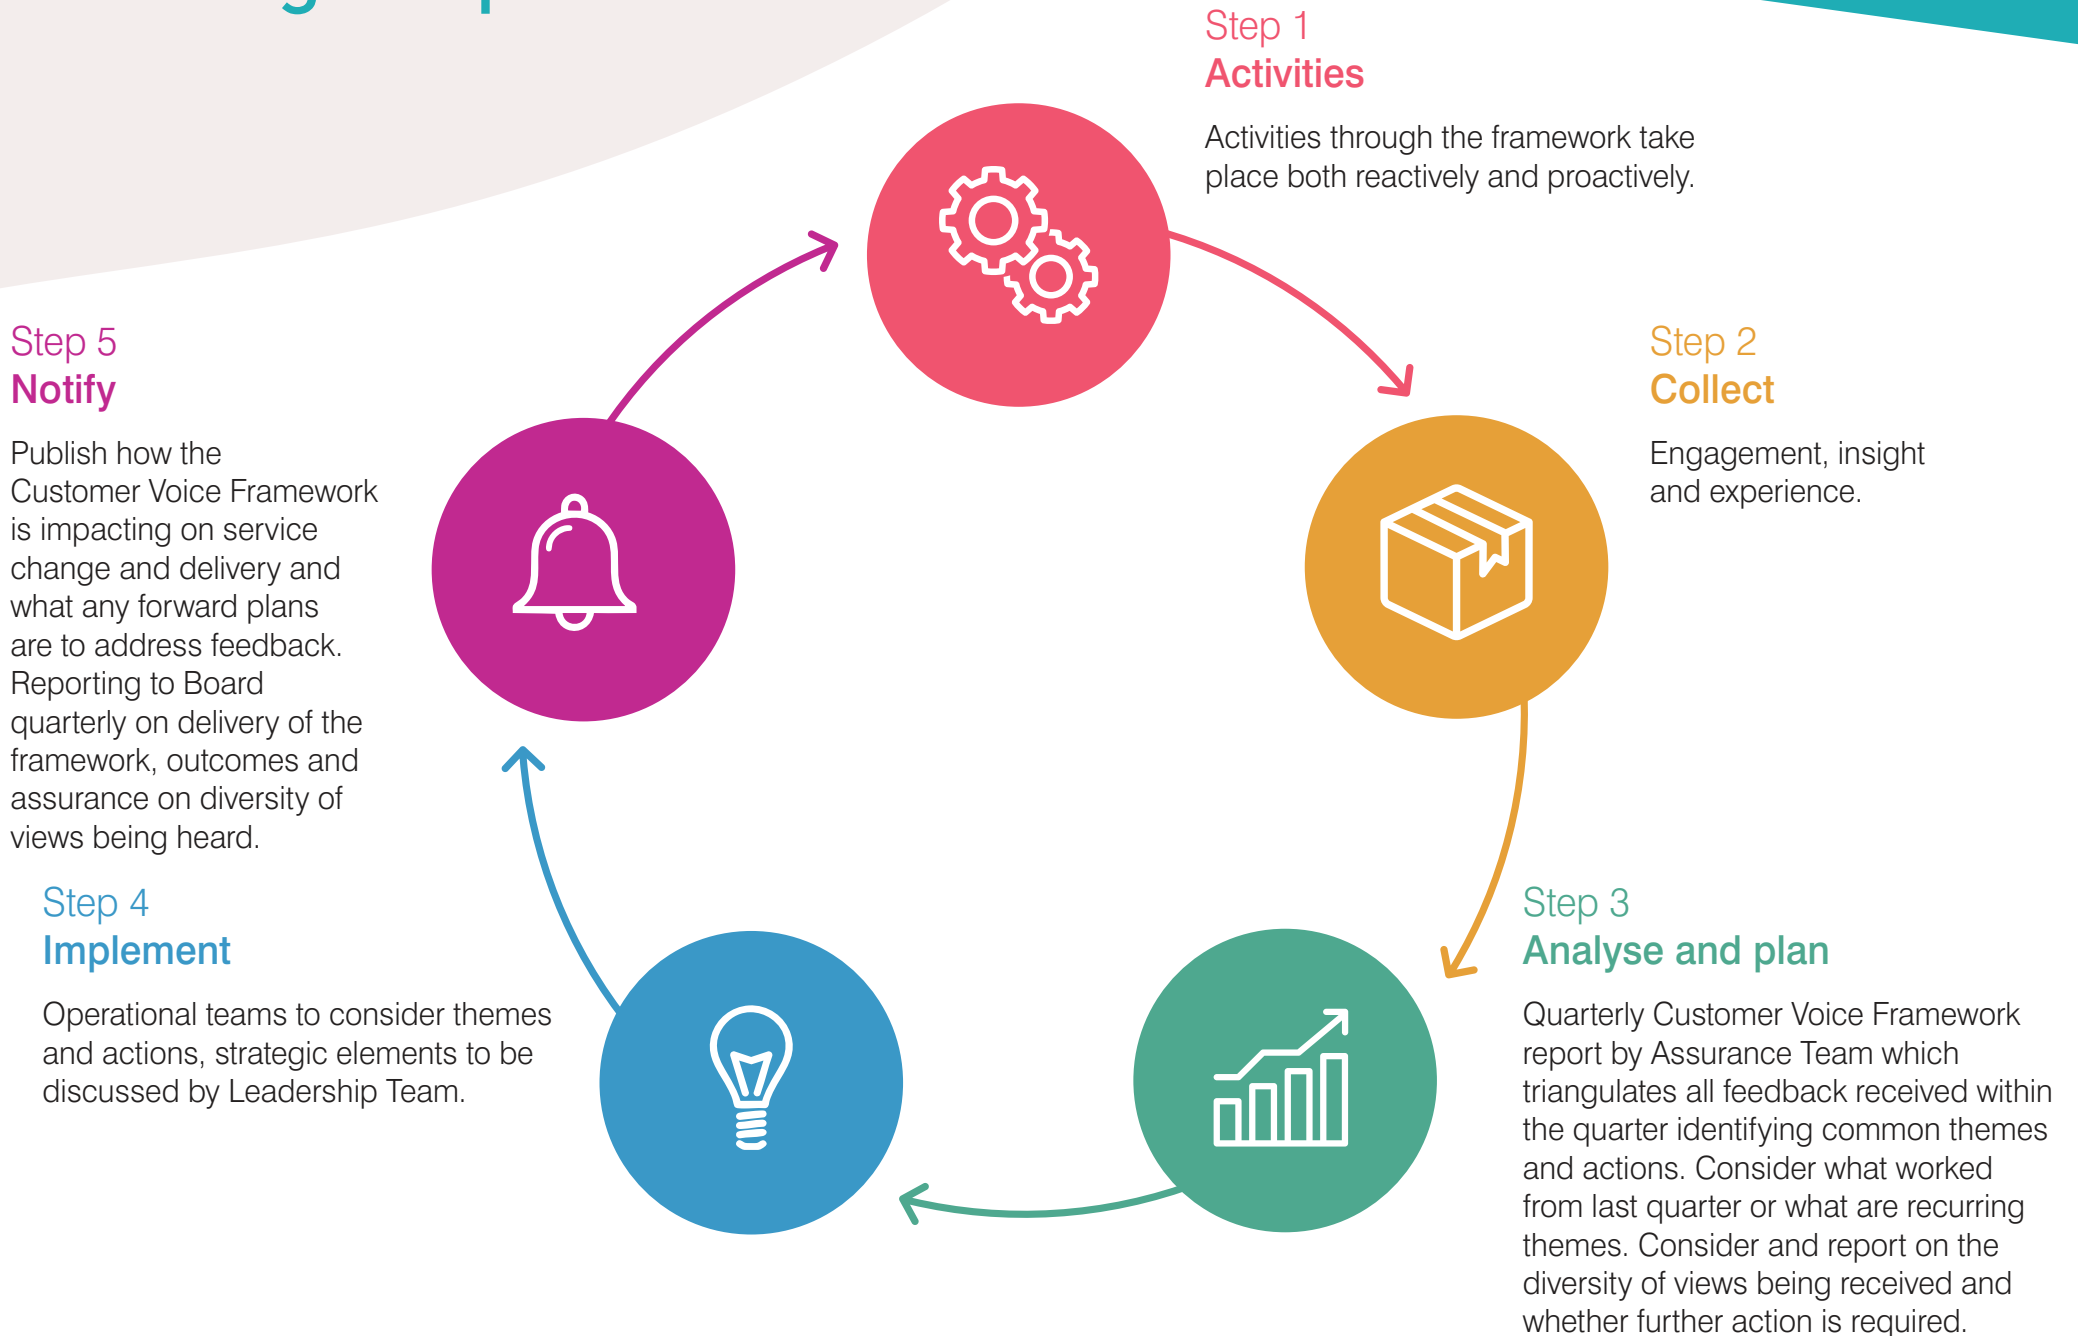 Step 1
Activities
Activities through the framework take
place both reactively and proactively.
Step 2
Collect
Engagement, insight
and experience.
Step 3
Analyse and plan
Quarterly Customer Voice Framework
report by Assurance Team which
triangulates all feedback received within
the quarter identifying common themes
and actions. Consider what worked
from last quarter or what are recurring
themes. Consider and report on the
diversity of views being received and
whether further action is required.
Step 4
Implement
Operational teams to consider themes
and actions, strategic elements to be
discussed by Leadership Team.
Step 5
Notify
Publish how the
Customer Voice Framework
is impacting on service
change and delivery and
what any forward plans
are to address feedback.
Reporting to Board
quarterly on delivery of the
framework, outcomes and
assurance on diversity of
views being heard.